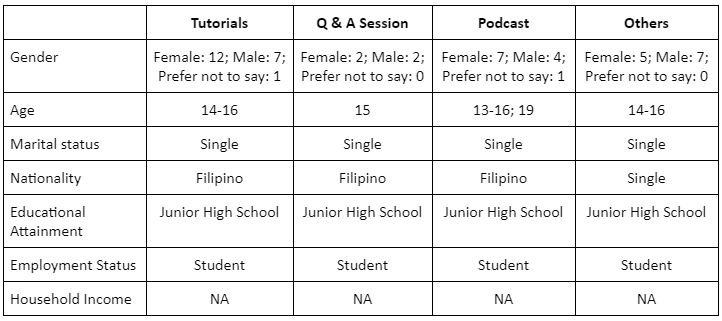 Tutorials Q & A Session Podcast Others
Gender Female: 12; Male: 7; Female: 2; Male: 2; Female: 7; Male: 4; Female: 5; Male: 7;
Prefer not to say: 1 Prefer not to say: 0 Prefer not to say: 1 Prefer not to say: 0
Age 14-16 15 13-16; 19 14-16
Marital status Single Single Single Single
Nationality Filipino Filipino Filipino Single
Educational Junior High School Junior High School Junior High School Junior High School
Attainment
Employment Status Student Student Student Student
Household Income NA NA NA NA